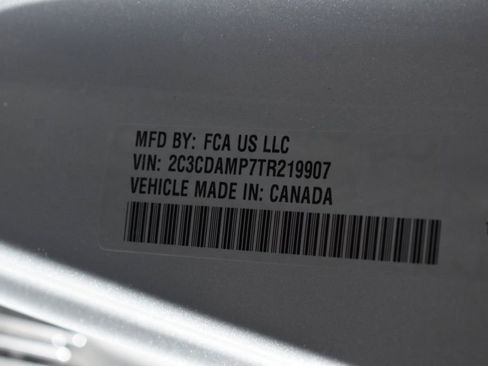 MFD BY: FCA US LLC
VIN: 2C3CDAMP7TR219907
VEHICLE MADE IN: CANADA